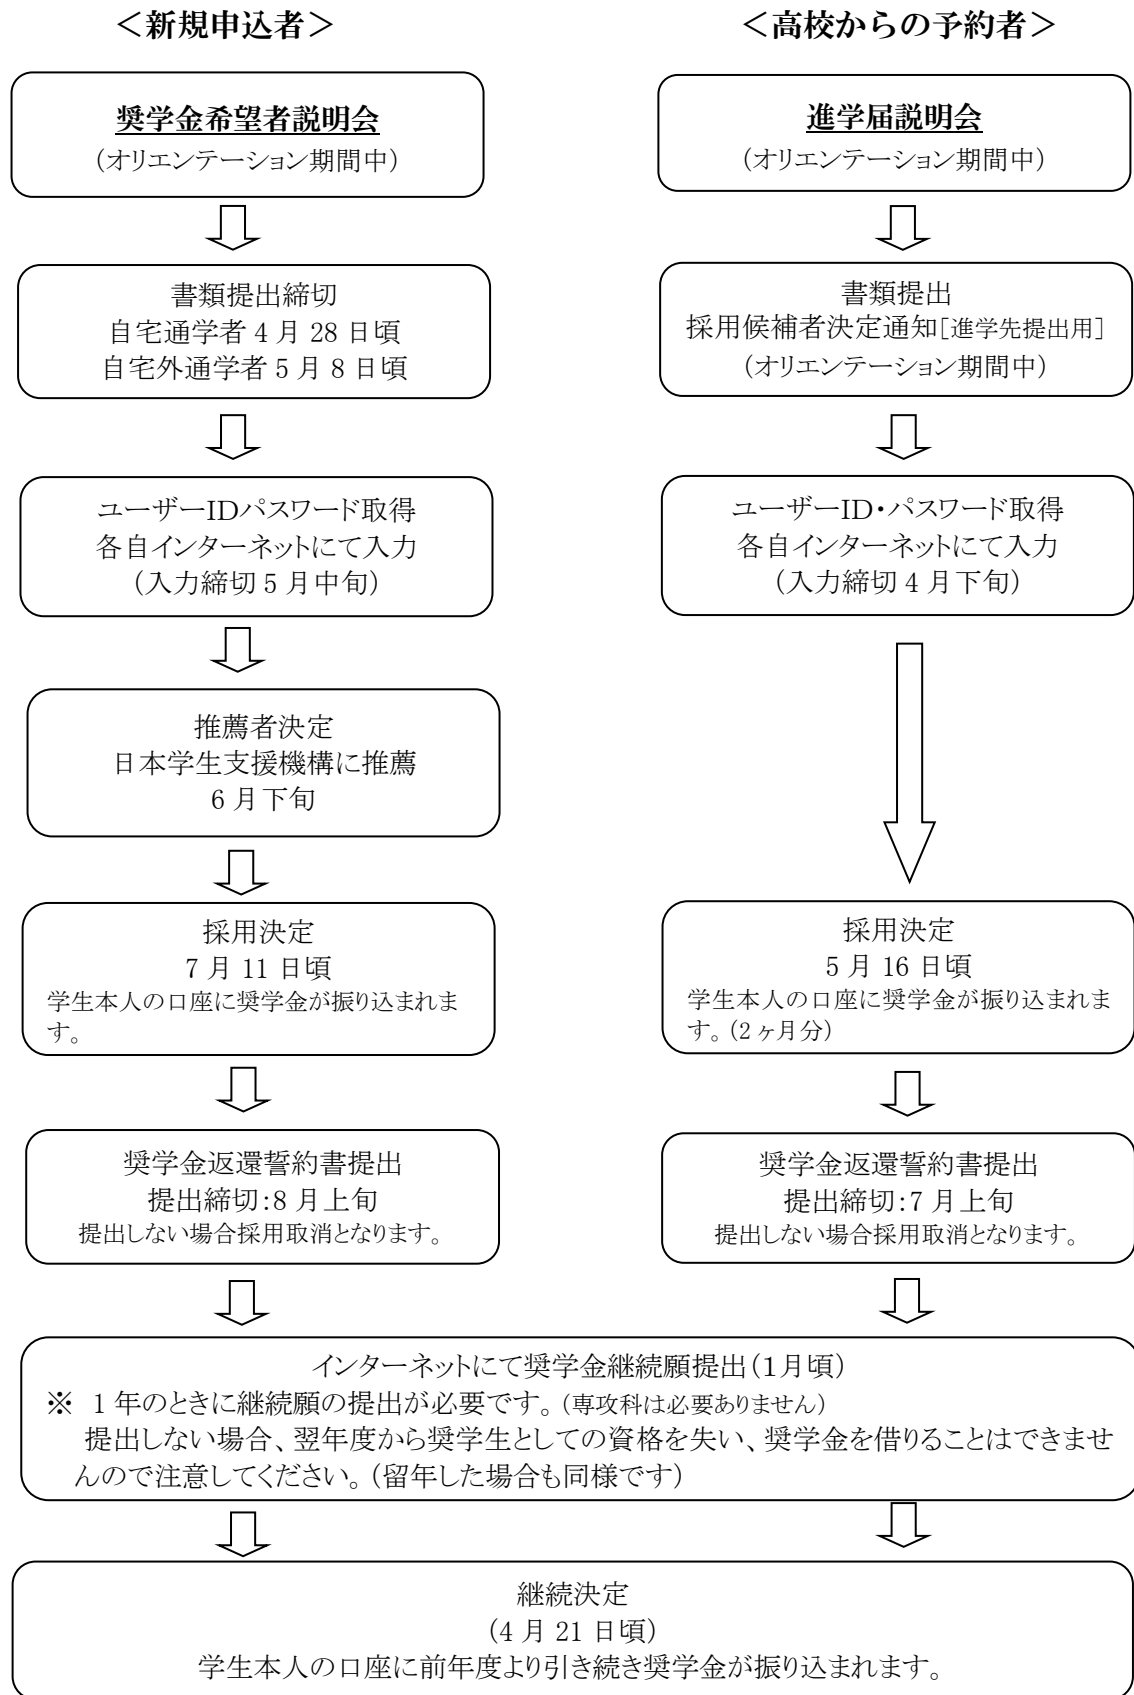 ＜新規申込者＞
奨学金希望者説明会
(オリエンテーション期間中)
書類提出締切
自宅通学者 4 月 28 日頃
自宅外通学者 5 月 8 日頃
ユーザーIDパスワード取得
各自インターネットにて入力
(入力締切 5 月中旬)
推薦者決定
日本学生支援機構に推薦
6 月下旬
採用決定
7 月 11 日頃
学生本人の口座に奨学金が振り込まれま
す。
奨学金返還誓約書提出
提出締切:8 月上旬
提出しない場合採用取消となります。
＜高校からの予約者＞
進学届説明会
(オリエンテーション期間中)
書類提出
採用候補者決定通知[進学先提出用]
(オリエンテーション期間中)
ユーザーID・パスワード取得
各自インターネットにて入力
(入力締切 4 月下旬)
採用決定
5 月 16 日頃
学生本人の口座に奨学金が振り込まれま
す。(2 ヶ月分)
奨学金返還誓約書提出
提出締切:7 月上旬
提出しない場合採用取消となります。
インターネットにて奨学金継続願提出(1月頃)
※ 1 年のときに継続願の提出が必要です。(専攻科は必要ありません)
提出しない場合、翌年度から奨学生としての資格を失い、奨学金を借りることはできませ
んので注意してください。(留年した場合も同様です)
継続決定
(4 月 21 日頃)
学生本人の口座に前年度より引き続き奨学金が振り込まれます。